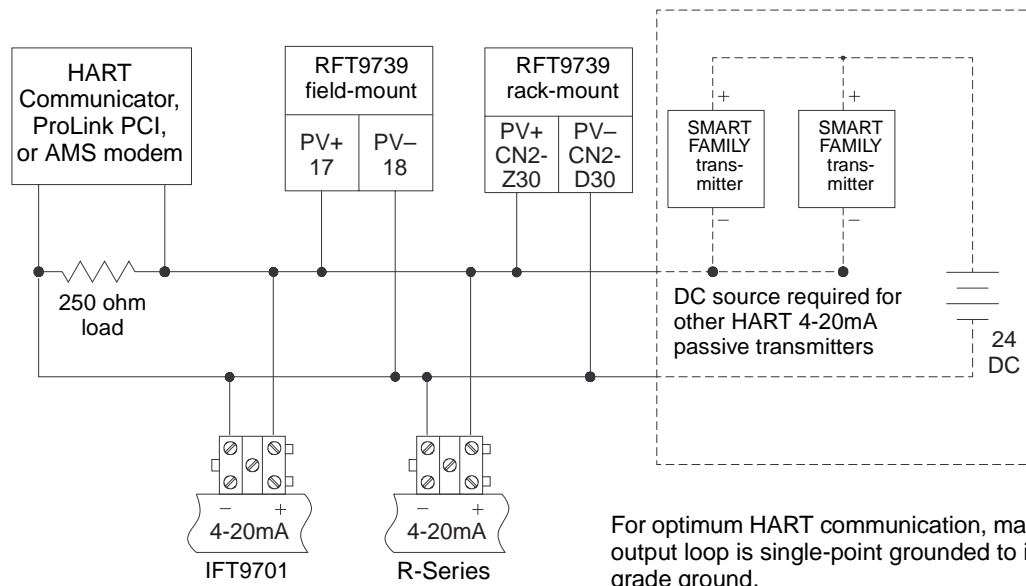 HART
Communicator,
ProLink PCI,
or AMS modem
RFT9739
field-mount
PV+
17
PV–
18
RFT9739
rack-mount
PV+
CN2-
Z30
PV–
CN2-
D30
+
SMART
FAMILY
trans-
mitter
–
+
SMART
FAMILY
trans-
mitter
–
250 ohm
load
DC source required for
other HART 4-20mA
passive transmitters
24
DC
– +
4-20mA
IFT9701
– +
4-20mA
R-Series
For optimum HART communication, ma
output loop is single-point grounded to i
grade ground.